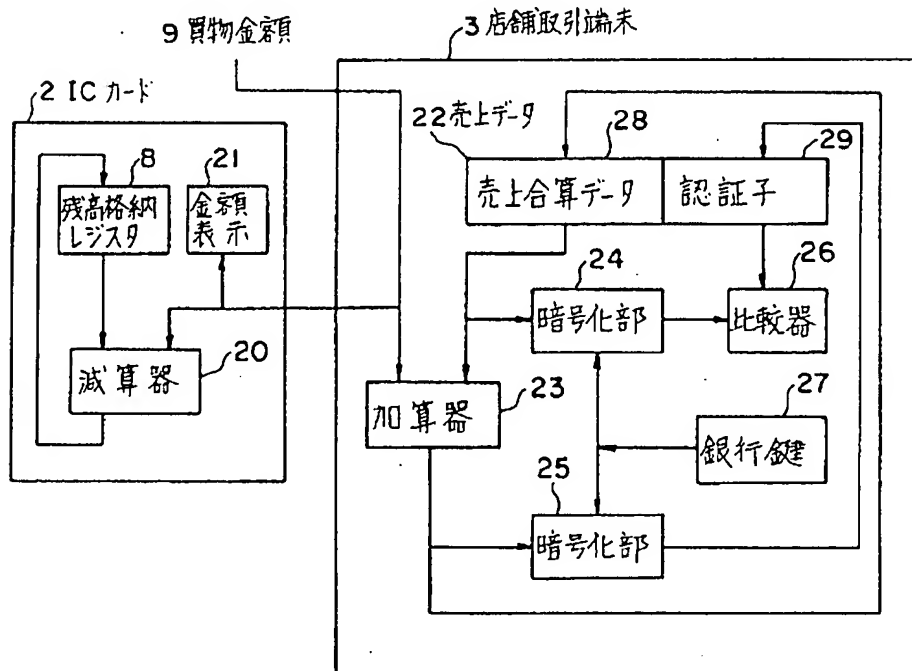 9 買物金額
3 店舗取引端末
2 ICカード
22 売上データ
28
29
8
21
残高格納
レジスタ
金額
表示
売上合算データ
認証子
24
26
暗号化部
比較器
20
減算器
23
加算器
27
銀行鍵
25
暗号化部